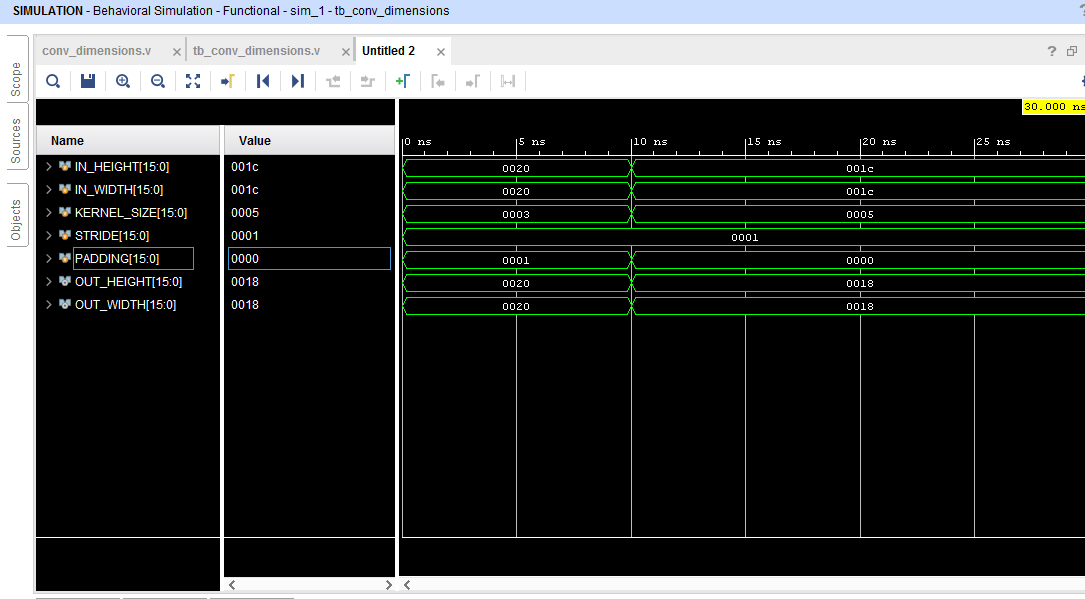 SIMULATION - Behavioral Simulation - Functional - sim_1 - tb_conv_dimensions
?
Scope
Sources
Objects
conv_dimensions.v × tb_conv_dimensions.v × Untitled 2 ×
?
30.000 ns
Name Value
0 ns 5 ns 10 ns 15 ns 20 ns 25 ns
IN_HEIGHT[15:0] 001c 0020 001c
IN_WIDTH[15:0] 001c 0020 001c
KERNEL_SIZE[15:0] 0005 0003 0005
STRIDE[15:0] 0001 0001
PADDING[15:0] 0000 0001 0000
OUT_HEIGHT[15:0] 0018 0020 0018
OUT_WIDTH[15:0] 0018 0020 0018